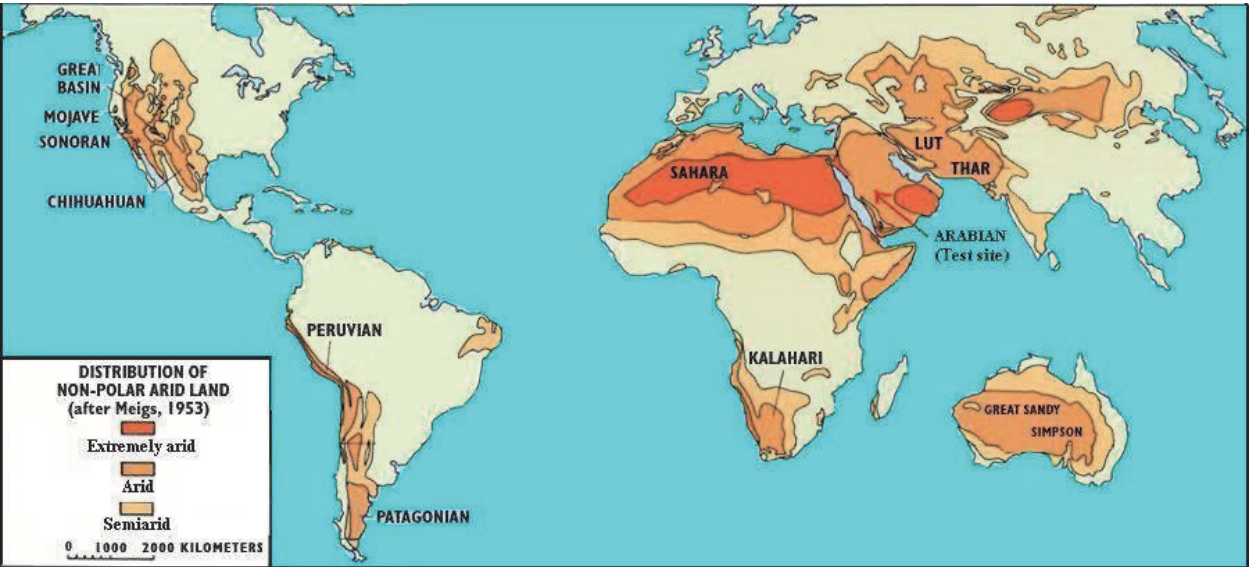 GREAT
BASIN
MOJAVE
SONORAN
CHIHUAHUAN
PERUVIAN
PATAGONIAN
SAHARA
KALAHARI
LUT
THAR
ARABIAN
(Test site)
GREAT SANDY
SIMPSON
DISTRIBUTION OF
NON-POLAR ARID LAND
(after Meigs, 1953)
Extremely arid
Arid
Semiarid
0 1000 2000 KILOMETERS